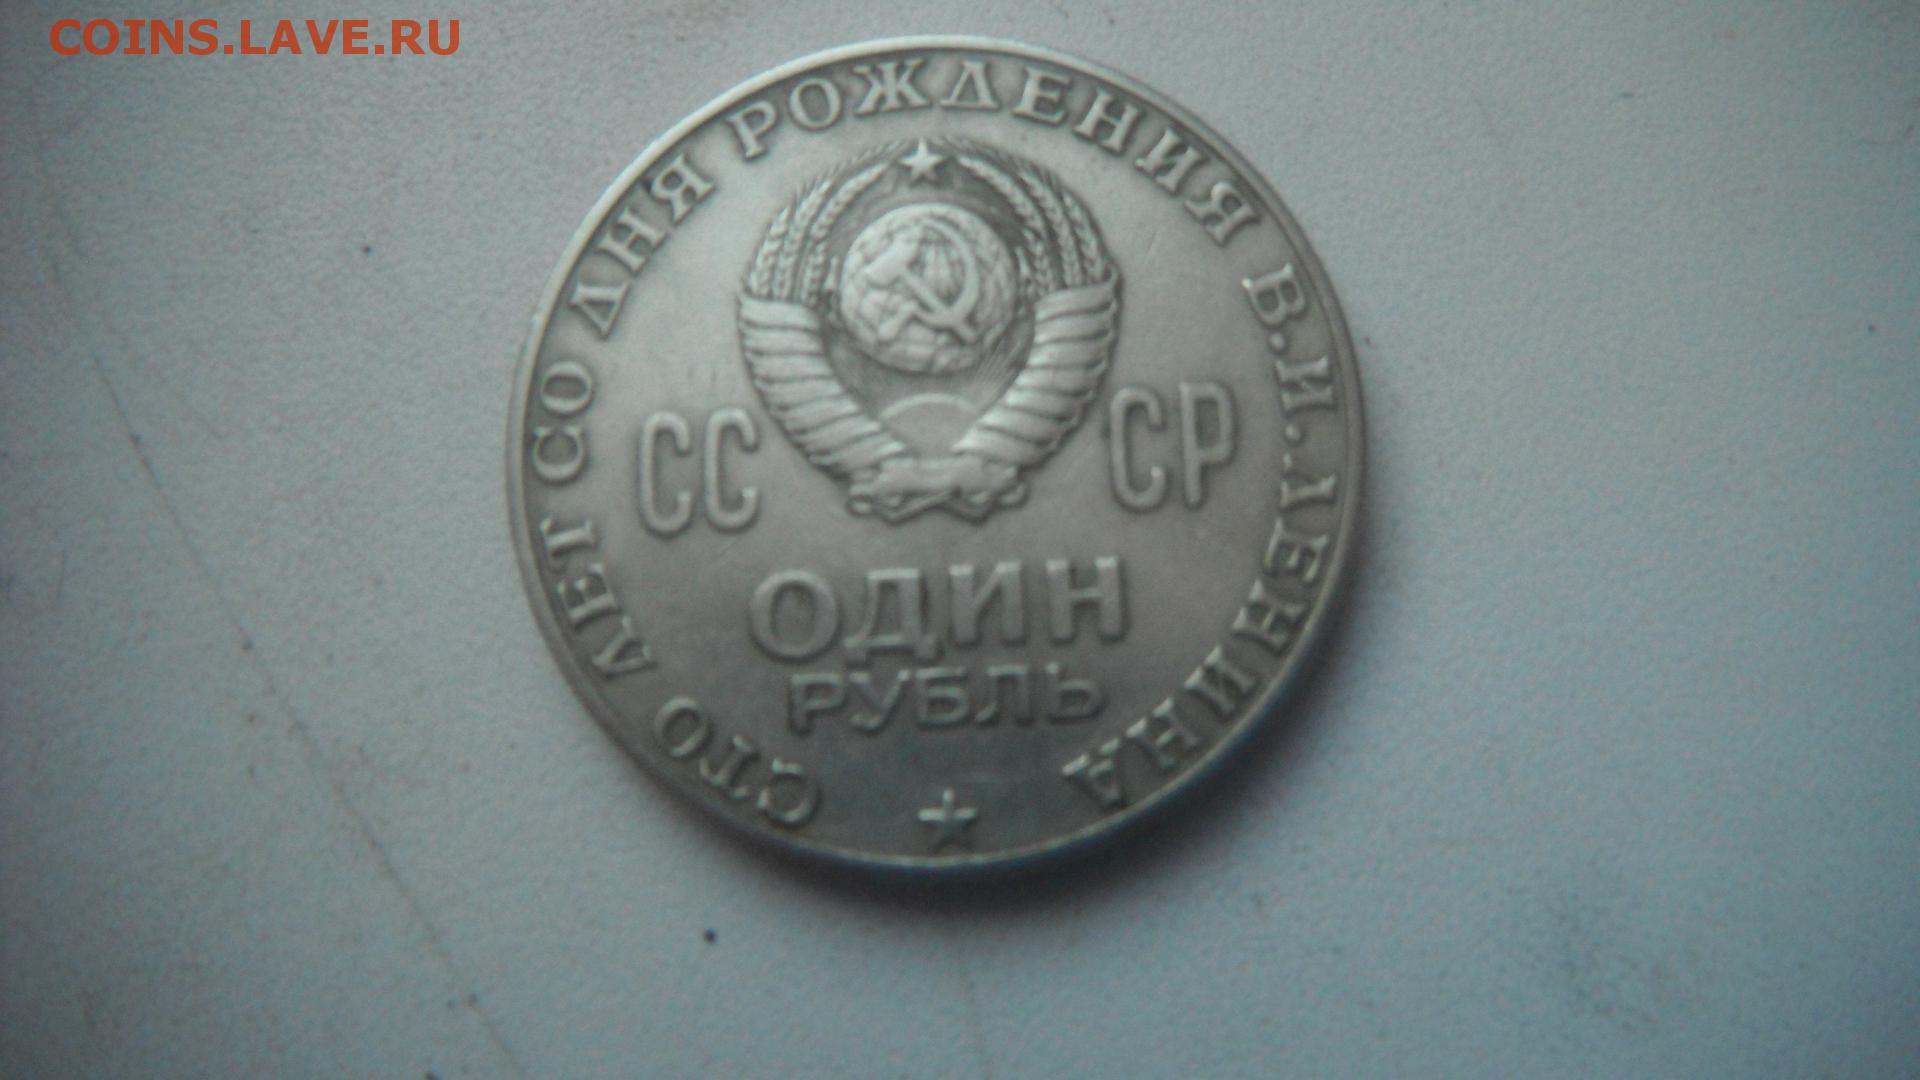 COINS.LAVE.RU
СТО ЛЕТ СО ДНЯ РОЖДЕНИЯ В.И.ЛЕНИНА
СС СР
ОДИН
РУБЛЬ